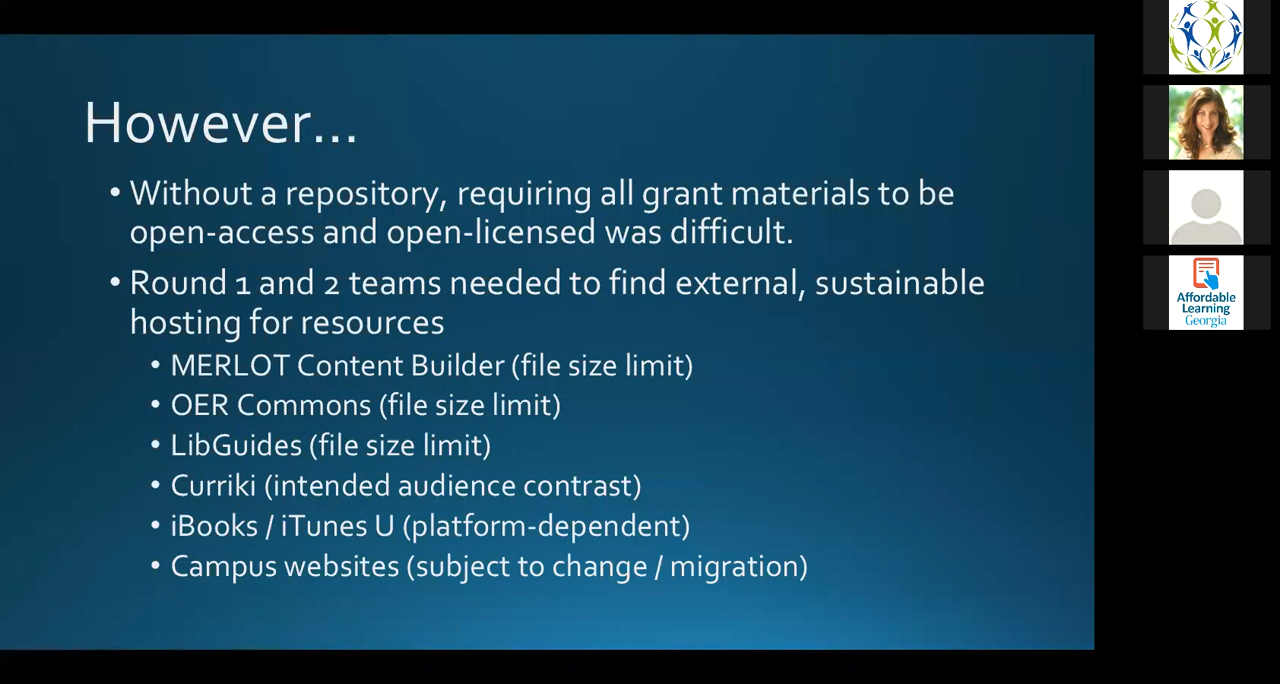 However...
• Without a repository, requiring all grant materials to be
open-access and open-licensed was difficult.
• Round 1 and 2 teams needed to find external, sustainable
hosting for resources
• MERLOT Content Builder (file size limit)
• OER Commons (file size limit)
• LibGuides (file size limit)
• Curriki (intended audience contrast)
• iBooks / iTunes U (platform-dependent)
• Campus websites (subject to change / migration)
Affordable
Learning
Georgia